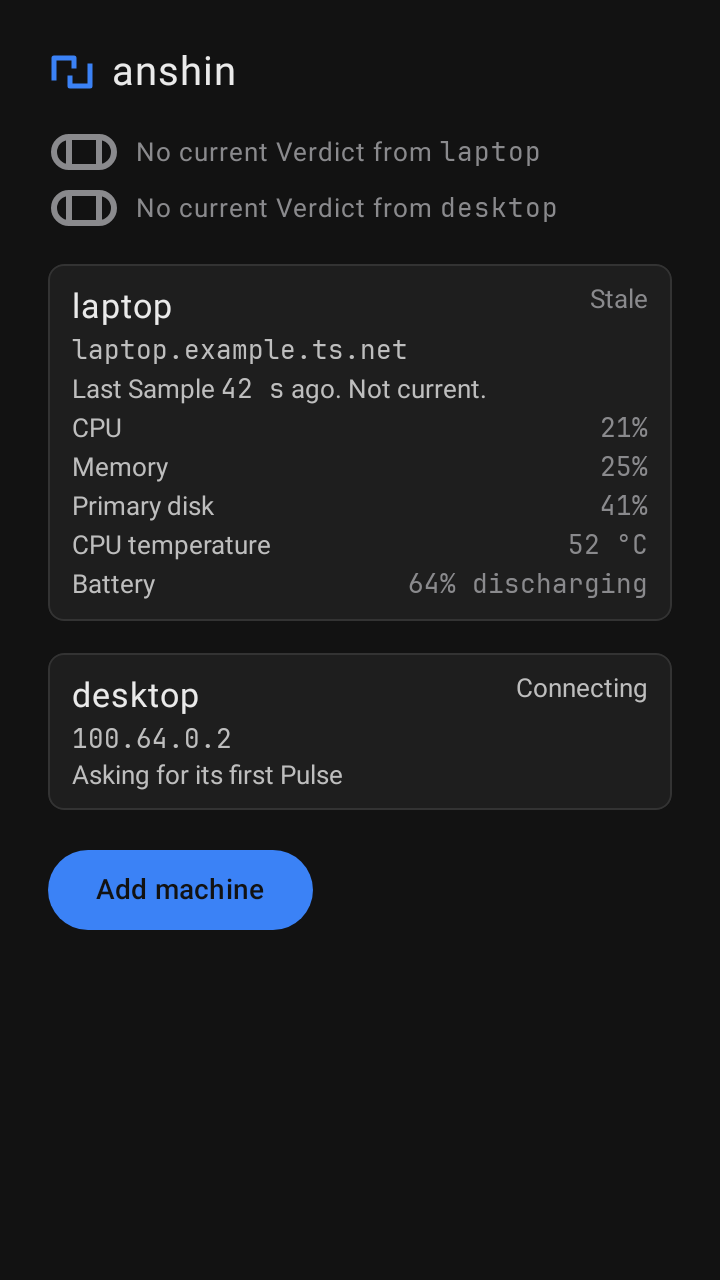 anshin
No current Verdict from laptop
No current Verdict from desktop
laptop
Stale
laptop.example.ts.net
Last Sample 42 s ago. Not current.
CPU 21%
Memory 25%
Primary disk 41%
CPU temperature 52 °C
Battery 64% discharging
desktop
Connecting
100.64.0.2
Asking for its first Pulse
Add machine